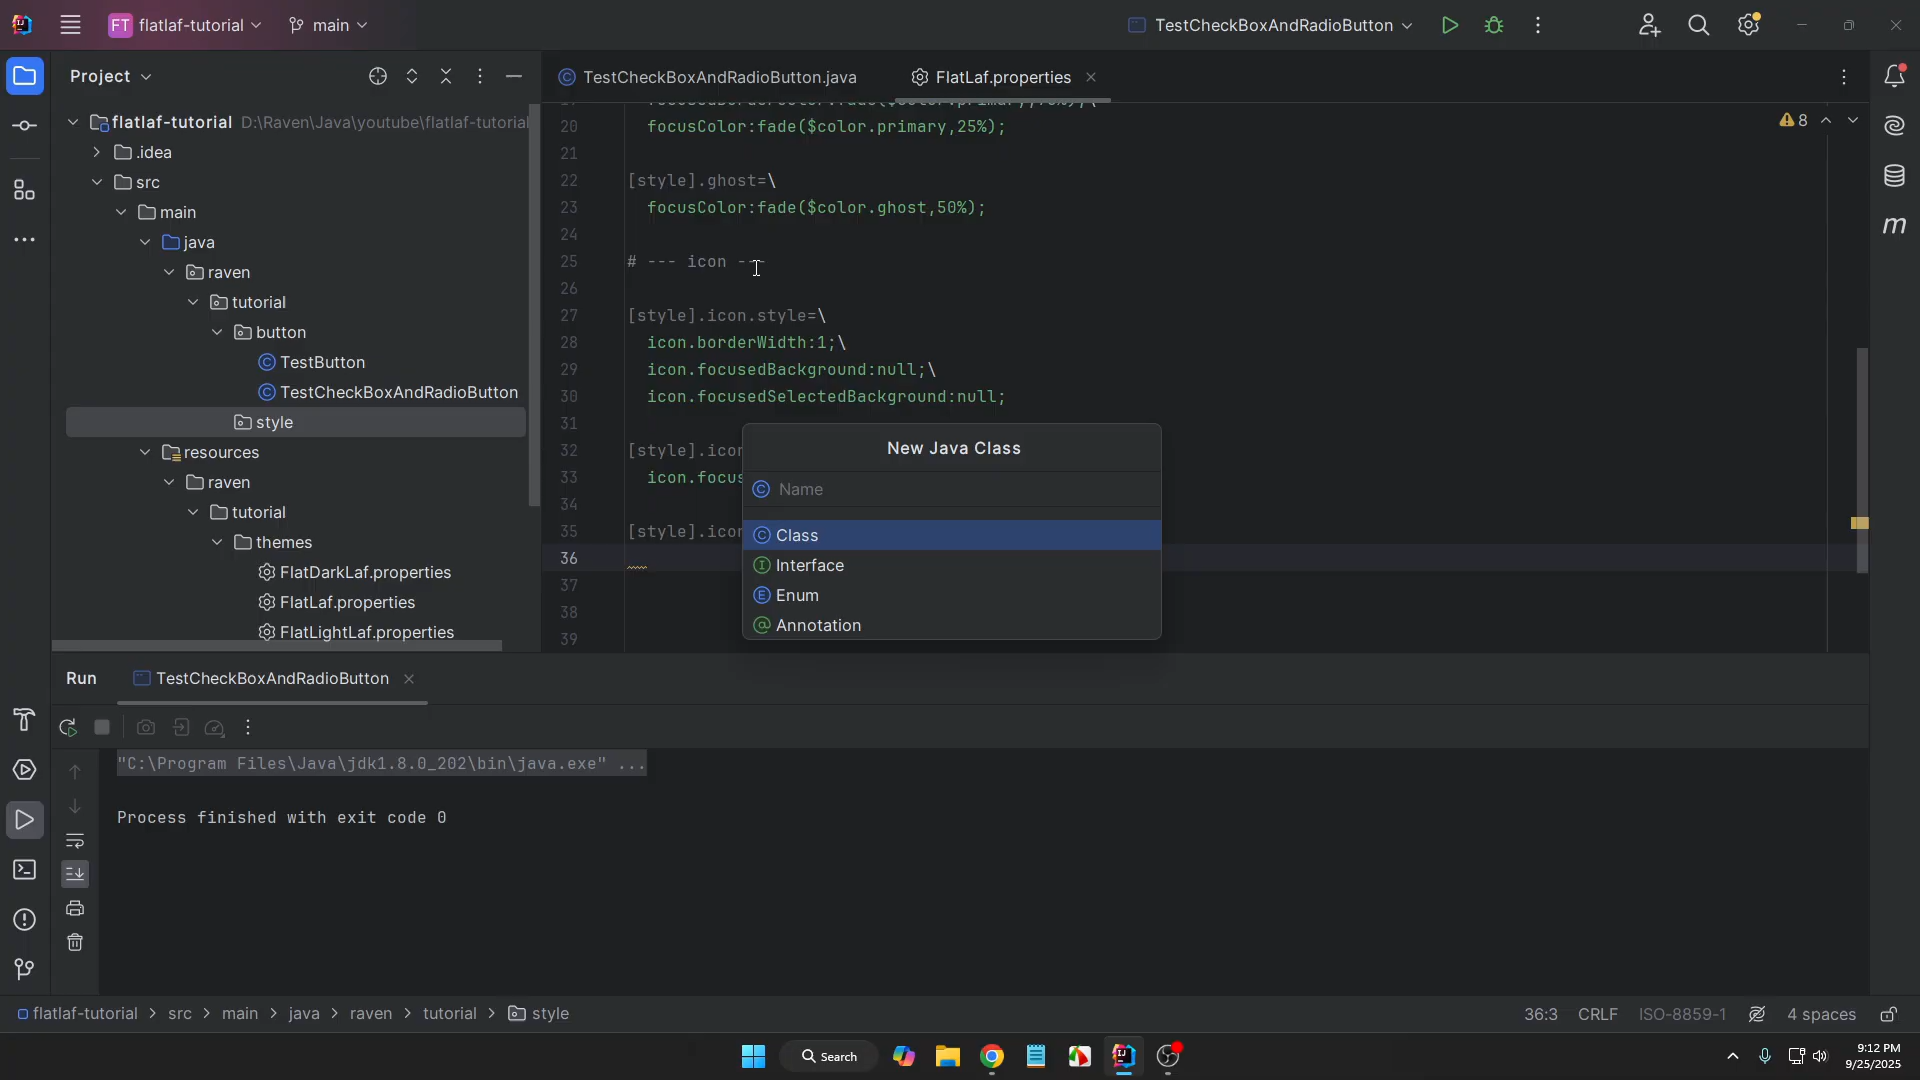 FT flatlaf-tutorial main TestCheckBoxAndRadioButton
Project
TestCheckBoxAndRadioButton.java FlatLaf.properties
flatlaf-tutorial D:\Raven\Java\youtube\flatlaf-tutorial
.idea
src
main
java
raven
tutorial
button
TestButton
TestCheckBoxAndRadioButton
style
resources
raven
tutorial
themes
FlatDarkLaf.properties
FlatLaf.properties
FlatLightLaf.properties
8
20 focusColor:fade($color.primary,25%);
21
22 [style].ghost=\
23 focusColor:fade($color.ghost,50%);
24
25 # --- icon ---
26
27 [style].icon.style=\
28 icon.borderWidth:1;\
29 icon.focusedBackground:null;\
30 icon.focusedSelectedBackground:null;
31
32 [style].icon
33 icon.focus
34
35 [style].icon
36
37
38
39
New Java Class
Name
Class
Interface
Enum
Annotation
Run TestCheckBoxAndRadioButton
"C:\Program Files\Java\jdk1.8.0_202\bin\java.exe" ...
Process finished with exit code 0
flatlaf-tutorial > src > main > java > raven > tutorial > style
36:3 CRLF ISO-8859-1 4 spaces
Search
9:12 PM
9/25/2025